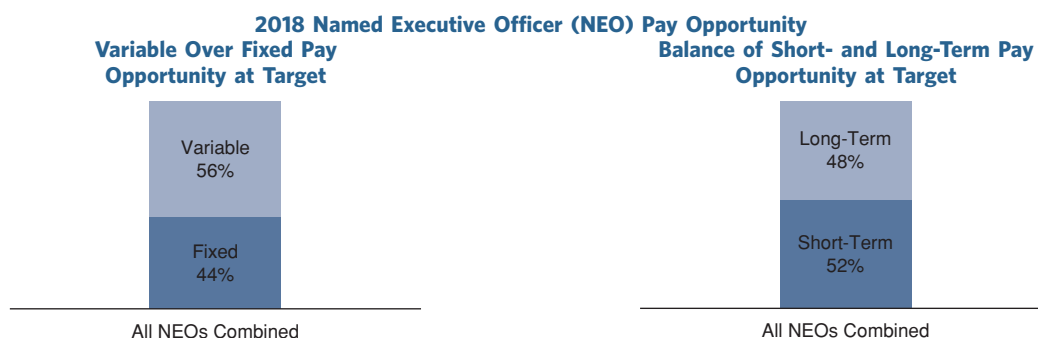 2018 Named Executive Officer (NEO) Pay Opportunity
Variable Over Fixed Pay
Opportunity at Target
Variable
56%
Fixed
44%
All NEOs Combined
Balance of Short- and Long-Term Pay
Opportunity at Target
Long-Term
48%
Short-Term
52%
All NEOs Combined